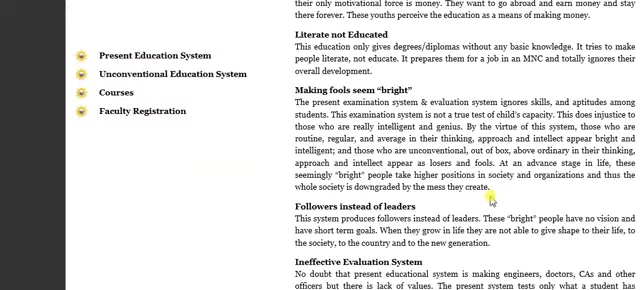 their only motivational force is money. They want to go abroad and earn money and stay
there forever. These youths perceive the education as a means of making money.
Present Education System
Unconventional Education System
Courses
Faculty Registration
Literate not Educated
This education only gives degrees/diplomas without any basic knowledge. It tries to make
people literate, not educate. It prepares them for a job in an MNC and totally ignores their
overall development.
Making fools seem “bright”
The present examination system & evaluation system ignores skills, and aptitudes among
students. This examination system is not a true test of child's capacity. This does injustice to
those who are really intelligent and genius. By the virtue of this system, those who are
routine, regular, and average in their thinking, approach and intellect appear bright and
intelligent; and those who are unconventional, out of box, above ordinary in their thinking,
approach and intellect appear as losers and fools. At an advance stage in life, these
seemingly “bright” people take higher positions in society and organizations and thus the
whole society is downgraded by the mess they create.
Followers instead of leaders
This system produces followers instead of leaders. These “bright” people have no vision and
have short term goals. When they grow in life they are not able to give shape to their life, to
the society, to the country and to the new generation.
Ineffective Evaluation System
No doubt that present educational system is making engineers, doctors, CAs and other
officers but there is lack of values. The present system tests only what a student has